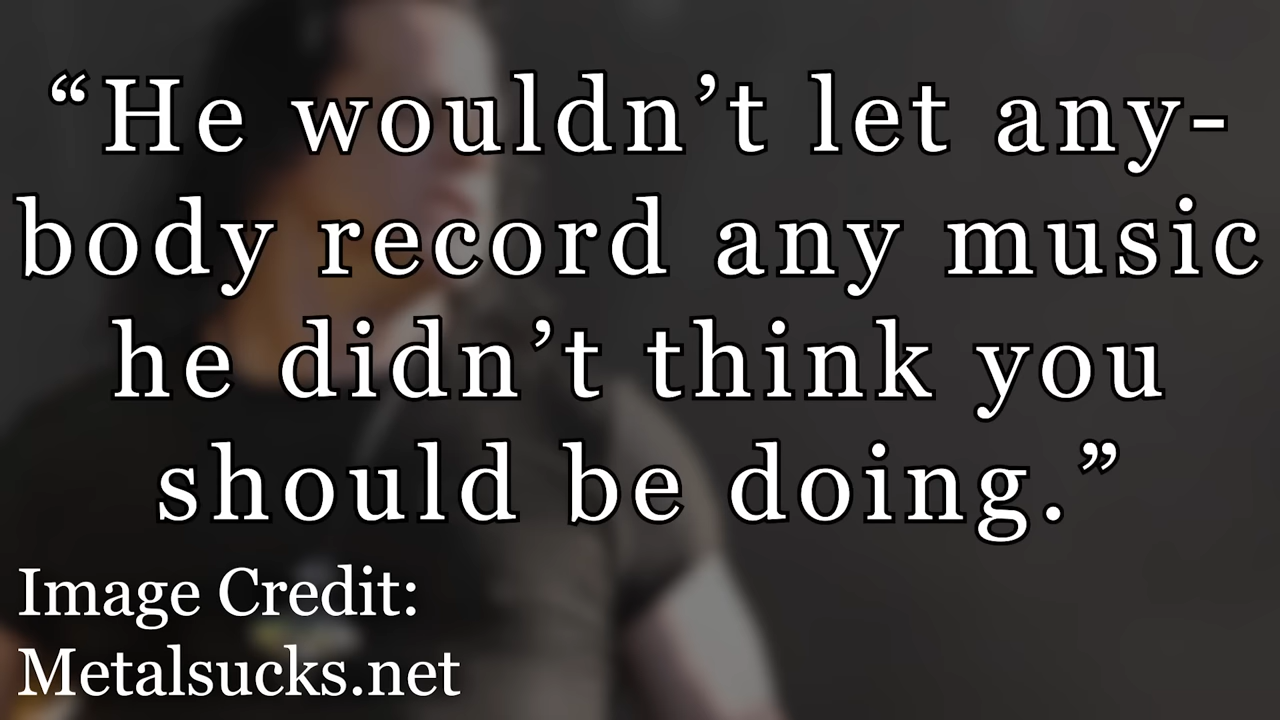 “He wouldn’t let any-
body record any music
he didn’t think you
should be doing.”
Image Credit:
Metalsucks.net